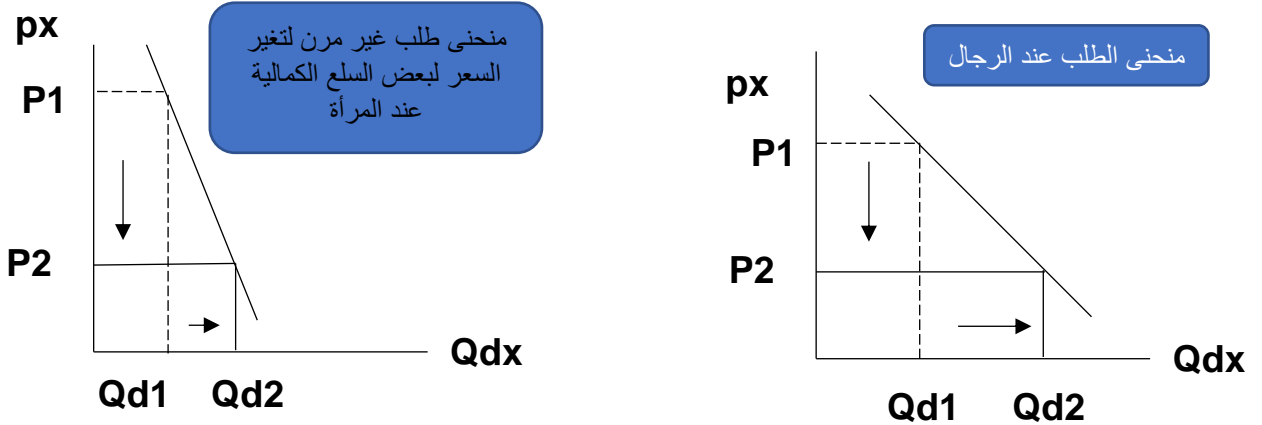 px
منحنى طلب غير مرن لتغير
السعر لبعض السلع الكمالية
عند المرأة
P1
P2
Qdx
Qd1 Qd2
منحنى الطلب عند الرجال
px
P1
P2
Qdx
Qd1 Qd2